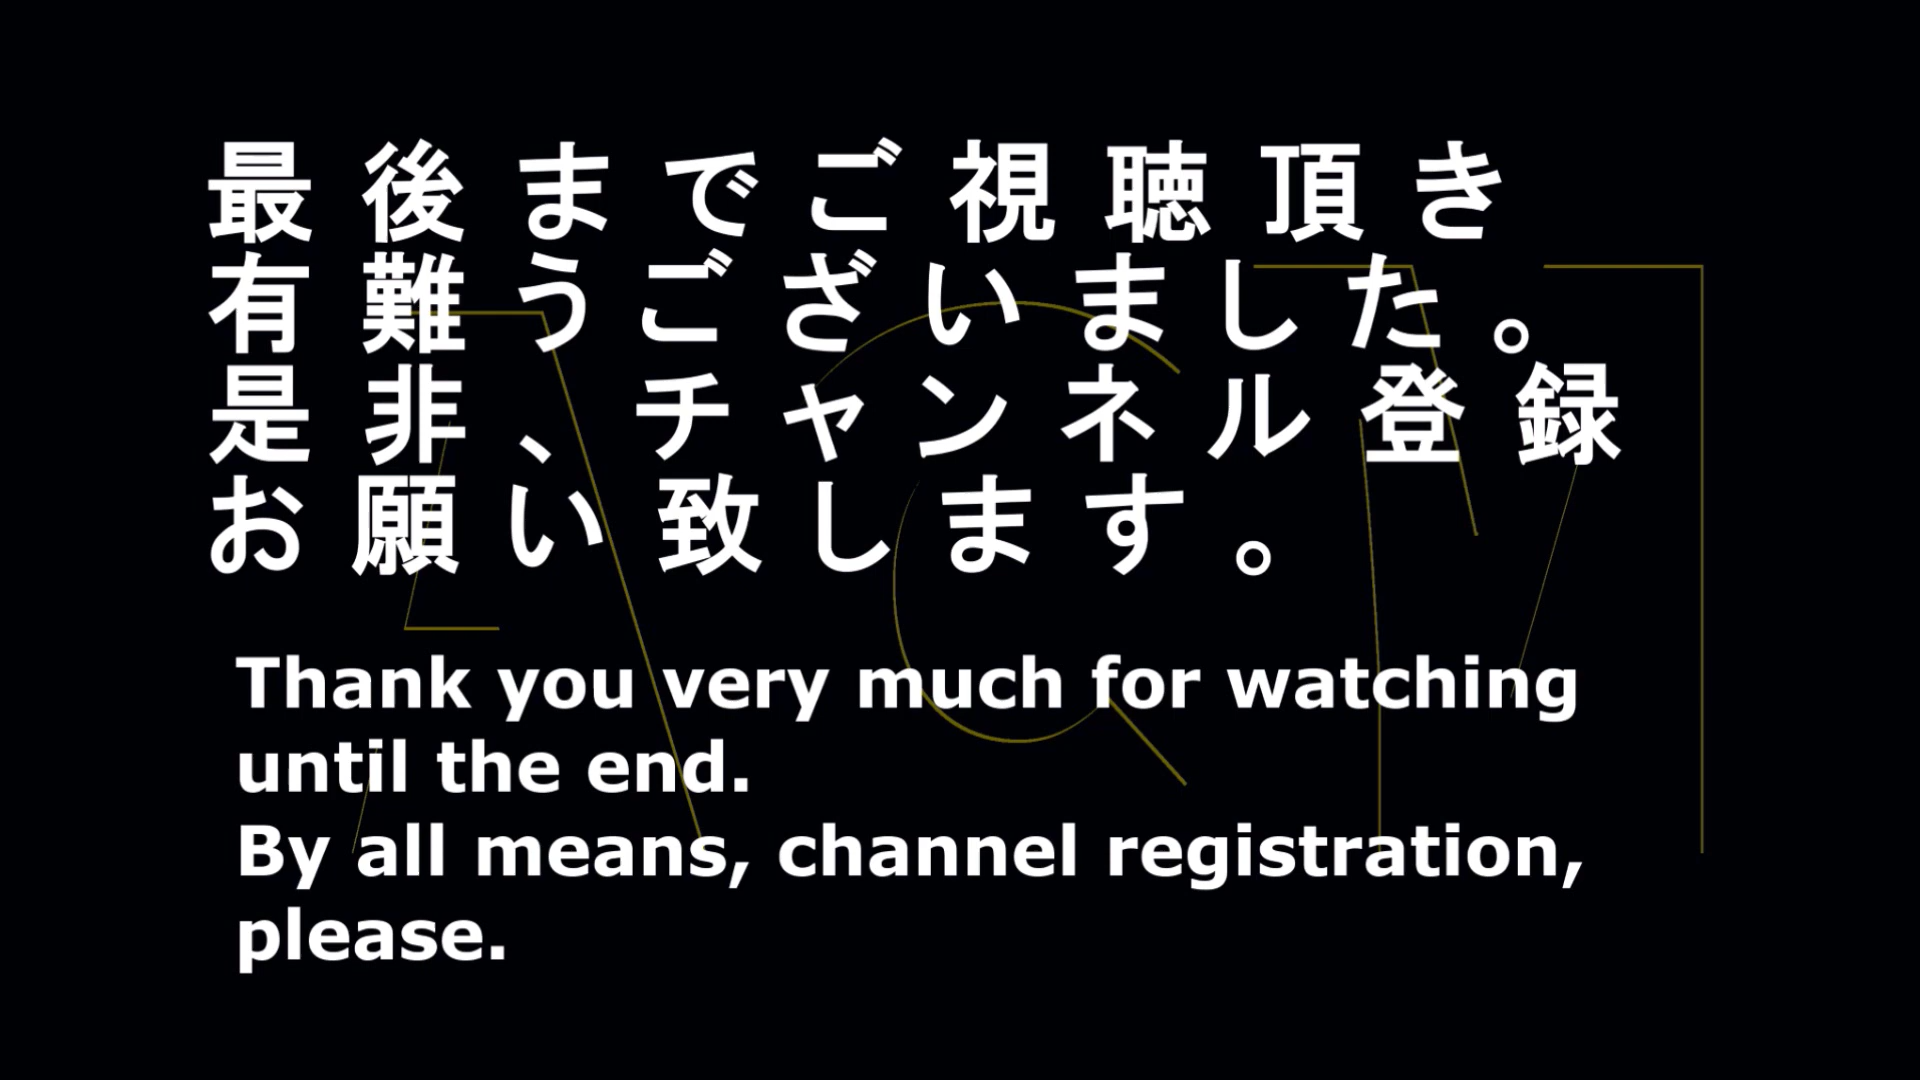 最後までご視聴頂き
有難うございました。
是非、チャンネル登録
お願い致します。
Thank you very much for watching
until the end.
By all means, channel registration,
please.